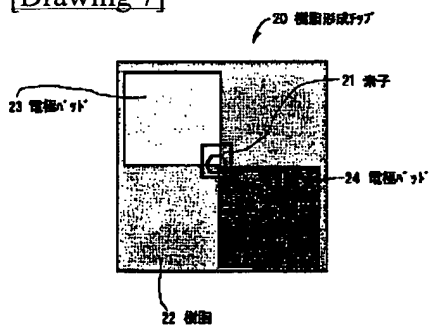 [Drawing 7]
20 樹脂形成チップ
23 電極パッド
21 素子
24 電極パッド
22 樹脂